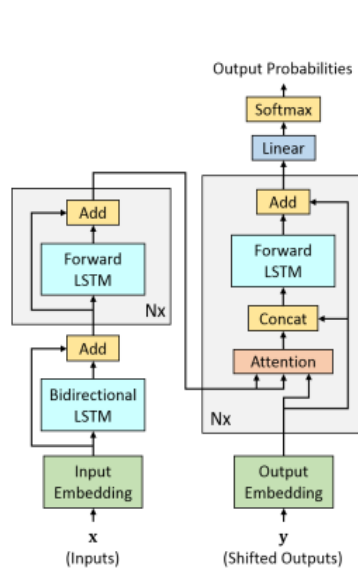 Output Probabilities
Softmax
Linear
Add
Forward
LSTM
Concat
Attention
Nx
Output
Embedding
y
(Shifted Outputs)
Add
Forward
LSTM
Nx
Add
Bidirectional
LSTM
Input
Embedding
x
(Inputs)